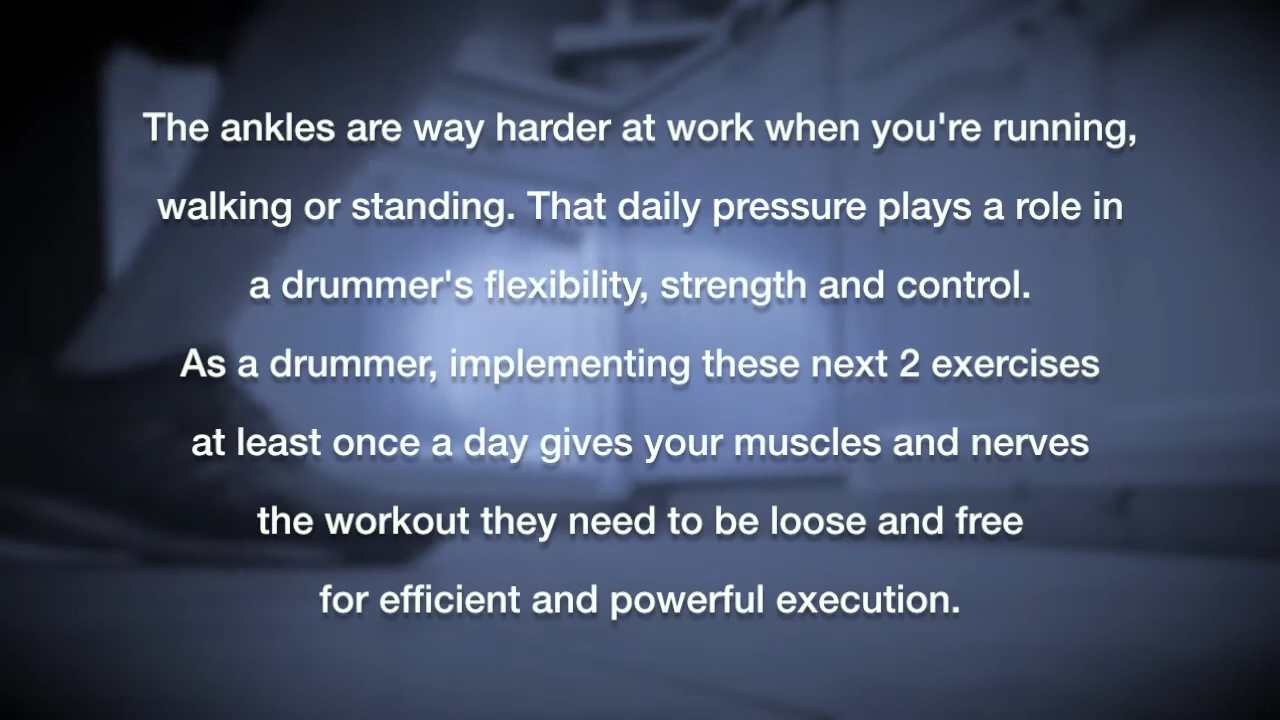 The ankles are way harder at work when you're running,
walking or standing. That daily pressure plays a role in
a drummer's flexibility, strength and control.
As a drummer, implementing these next 2 exercises
at least once a day gives your muscles and nerves
the workout they need to be loose and free
for efficient and powerful execution.